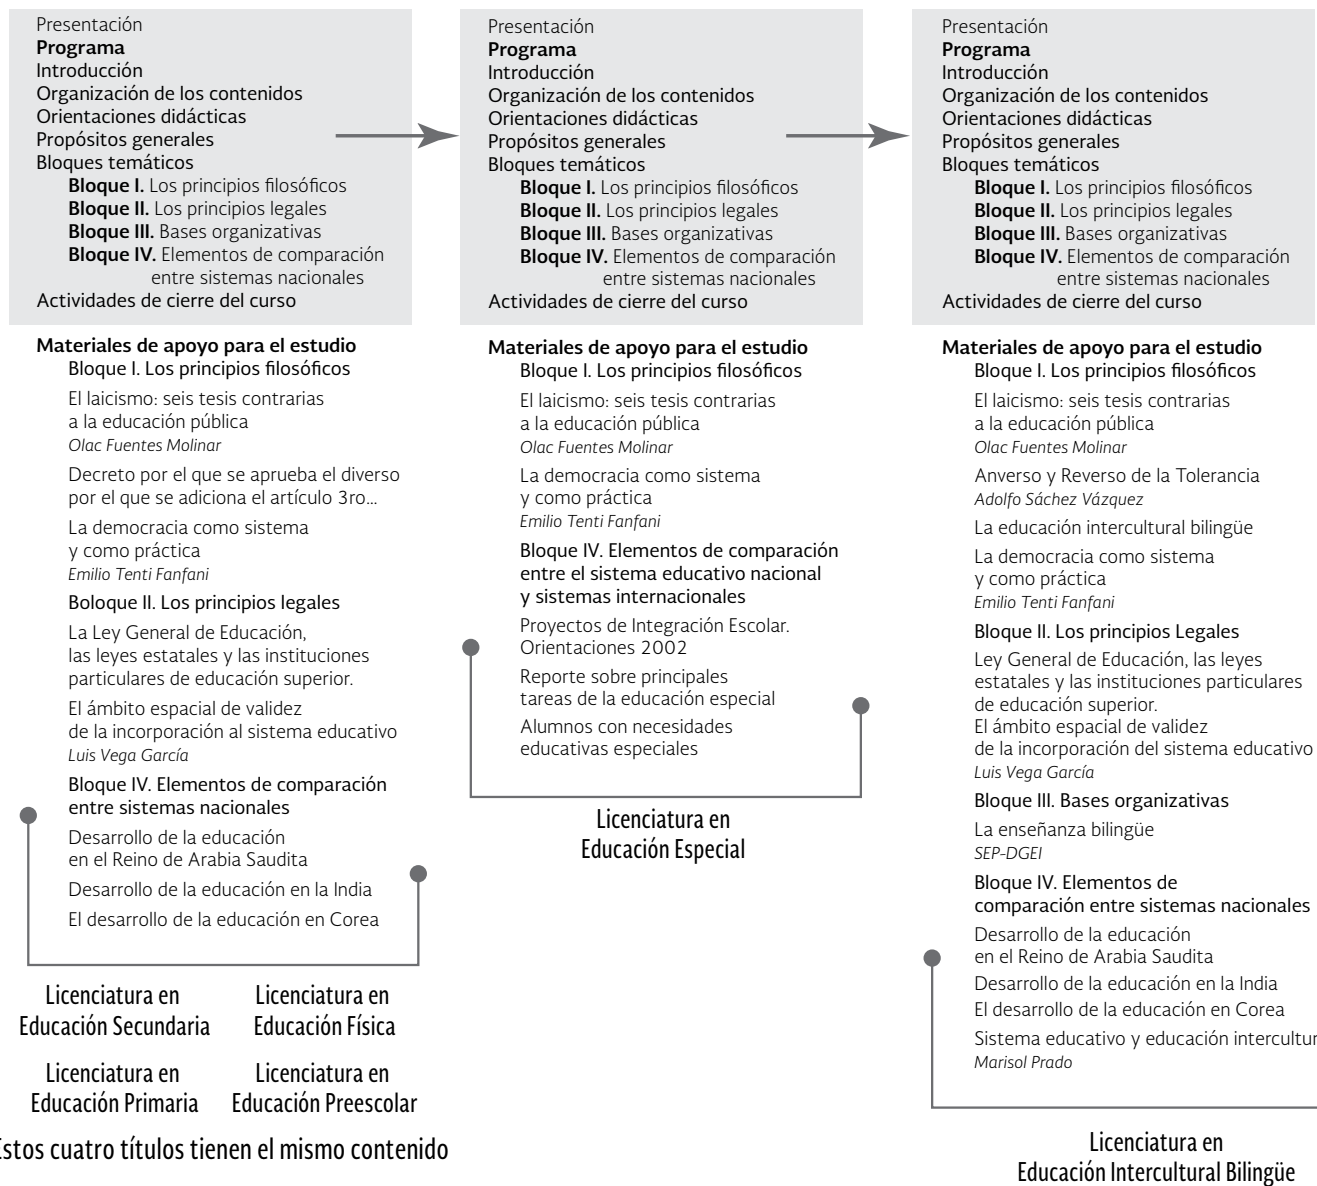 Presentación
Programa
Introducción
Organización de los contenidos
Orientaciones didácticas
Propósitos generales
Bloques temáticos
Bloque I. Los principios filosóficos
Bloque II. Los principios legales
Bloque III. Bases organizativas
Bloque IV. Elementos de comparación
entre sistemas nacionales
Actividades de cierre del curso
Materiales de apoyo para el estudio
Bloque I. Los principios filosóficos
El laicismo: seis tesis contrarias
a la educación pública
Olac Fuentes Molinar
Decreto por el que se aprueba el diverso
por el que se adiciona el artículo 3ro...
La democracia como sistema
y como práctica
Emilio Tenti Fanfani
Boloque II. Los principios legales
La Ley General de Educación,
las leyes estatales y las instituciones
particulares de educación superior.
El ámbito espacial de validez
de la incorporación al sistema educativo
Luis Vega García
Bloque IV. Elementos de comparación
entre sistemas nacionales
Desarrollo de la educación
en el Reino de Arabia Saudita
Desarrollo de la educación en la India
El desarrollo de la educación en Corea
Licenciatura en
Educación Secundaria
Licenciatura en
Educación Física
Licenciatura en
Educación Primaria
Licenciatura en
Educación Preescolar
Estos cuatro títulos tienen el mismo contenido
Presentación
Programa
Introducción
Organización de los contenidos
Orientaciones didácticas
Propósitos generales
Bloques temáticos
Bloque I. Los principios filosóficos
Bloque II. Los principios legales
Bloque III. Bases organizativas
Bloque IV. Elementos de comparación
entre sistemas nacionales
Actividades de cierre del curso
Materiales de apoyo para el estudio
Bloque I. Los principios filosóficos
El laicismo: seis tesis contrarias
a la educación pública
Olac Fuentes Molinar
La democracia como sistema
y como práctica
Emilio Tenti Fanfani
Bloque IV. Elementos de comparación
entre el sistema educativo nacional
y sistemas internacionales
Proyectos de Integración Escolar.
Orientaciones 2002
Reporte sobre principales
tareas de la educación especial
Alumnos con necesidades
educativas especiales
Licenciatura en
Educación Especial
Presentación
Programa
Introducción
Organización de los contenidos
Orientaciones didácticas
Propósitos generales
Bloques temáticos
Bloque I. Los principios filosóficos
Bloque II. Los principios legales
Bloque III. Bases organizativas
Bloque IV. Elementos de comparación
entre sistemas nacionales
Actividades de cierre del curso
Materiales de apoyo para el estudio
Bloque I. Los principios filosóficos
El laicismo: seis tesis contrarias
a la educación pública
Olac Fuentes Molinar
Anverso y Reverso de la Tolerancia
Adolfo Sáchez Vázquez
La educación intercultural bilingüe
La democracia como sistema
y como práctica
Emilio Tenti Fanfani
Bloque II. Los principios Legales
Ley General de Educación, las leyes
estatales y las instituciones particulares
de educación superior.
El ámbito espacial de validez
de la incorporación del sistema educativo
Luis Vega García
Bloque III. Bases organizativas
La enseñanza bilingüe
SEP-DGEI
Bloque IV. Elementos de
comparación entre sistemas nacionales
Desarrollo de la educación
en el Reino de Arabia Saudita
Desarrollo de la educación en la India
El desarrollo de la educación en Corea
Sistema educativo y educación intercultur
Marisol Prado
Licenciatura en
Educación Intercultural Bilingüe